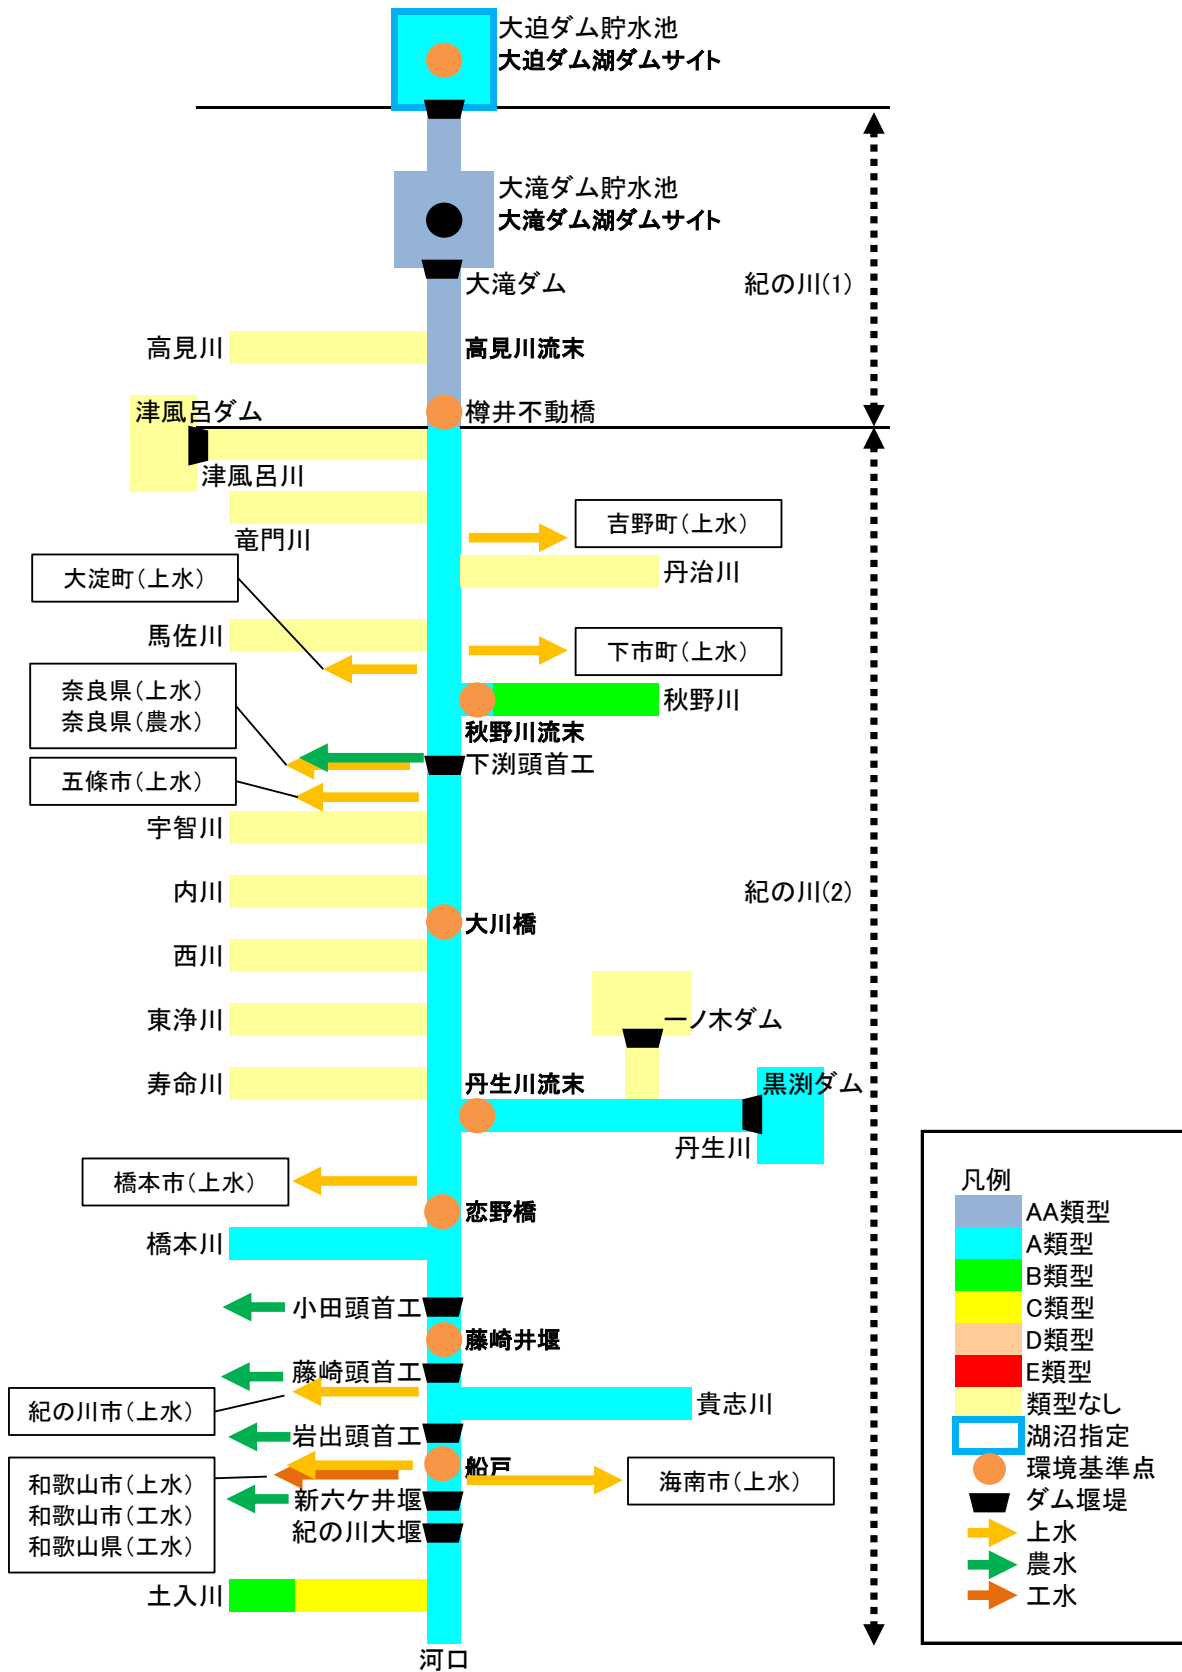 大迫ダム貯水池
大迫ダム湖ダムサイト
大滝ダム貯水池
大滝ダム湖ダムサイト
大滝ダム
紀の川(1)
高見川
高見川流末
津風呂ダム
樽井不動橋
津風呂川
吉野町(上水)
竜門川
大淀町(上水)
丹治川
馬佐川
下市町(上水)
奈良県(上水)
奈良県(農水)
秋野川
秋野川流末
下渕頭首工
五條市(上水)
宇智川
内川
紀の川(2)
大川橋
西川
東浄川
一ノ木ダム
寿命川
丹生川流末
黒渕ダム
丹生川
橋本市(上水)
恋野橋
橋本川
小田頭首工
藤崎井堰
藤崎頭首工
紀の川市(上水)
貴志川
岩出頭首工
船戸
和歌山市(上水)
和歌山市(工水)
和歌山県(工水)
海南市(上水)
新六ケ井堰
紀の川大堰
土入川
河口
凡例
AA類型
A類型
B類型
C類型
D類型
E類型
類型なし
湖沼指定
環境基準点
ダム堰堤
上水
農水
工水